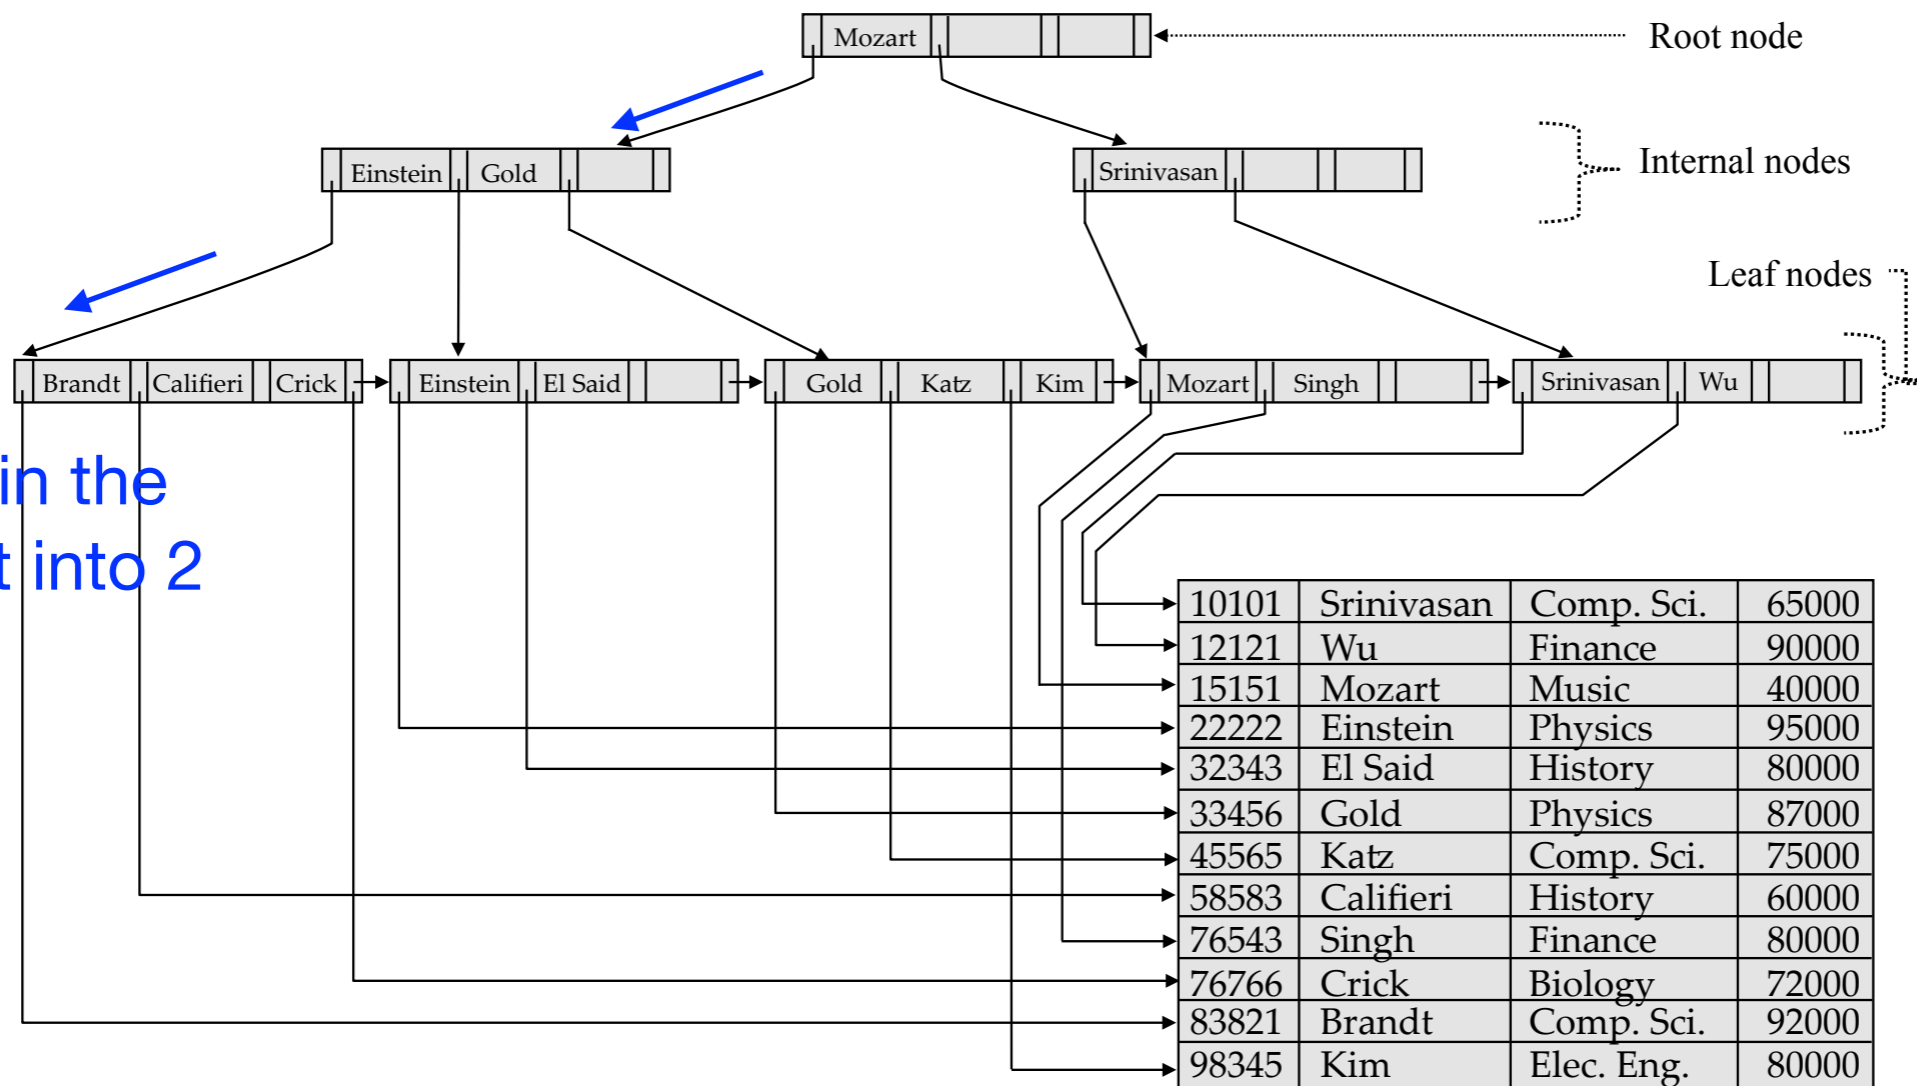 Mozart
Root node
Einstein Gold
Srinivasan
Internal nodes
Leaf nodes
Brandt Califieri Crick
Einstein El Said
Gold Katz Kim
Mozart Singh
Srinivasan Wu
in the
t into 2
10101 Srinivasan Comp. Sci. 65000
12121 Wu Finance 90000
15151 Mozart Music 40000
22222 Einstein Physics 95000
32343 El Said History 80000
33456 Gold Physics 87000
45565 Katz Comp. Sci. 75000
58583 Califieri History 60000
76543 Singh Finance 80000
76766 Crick Biology 72000
83821 Brandt Comp. Sci. 92000
98345 Kim Elec. Eng. 80000